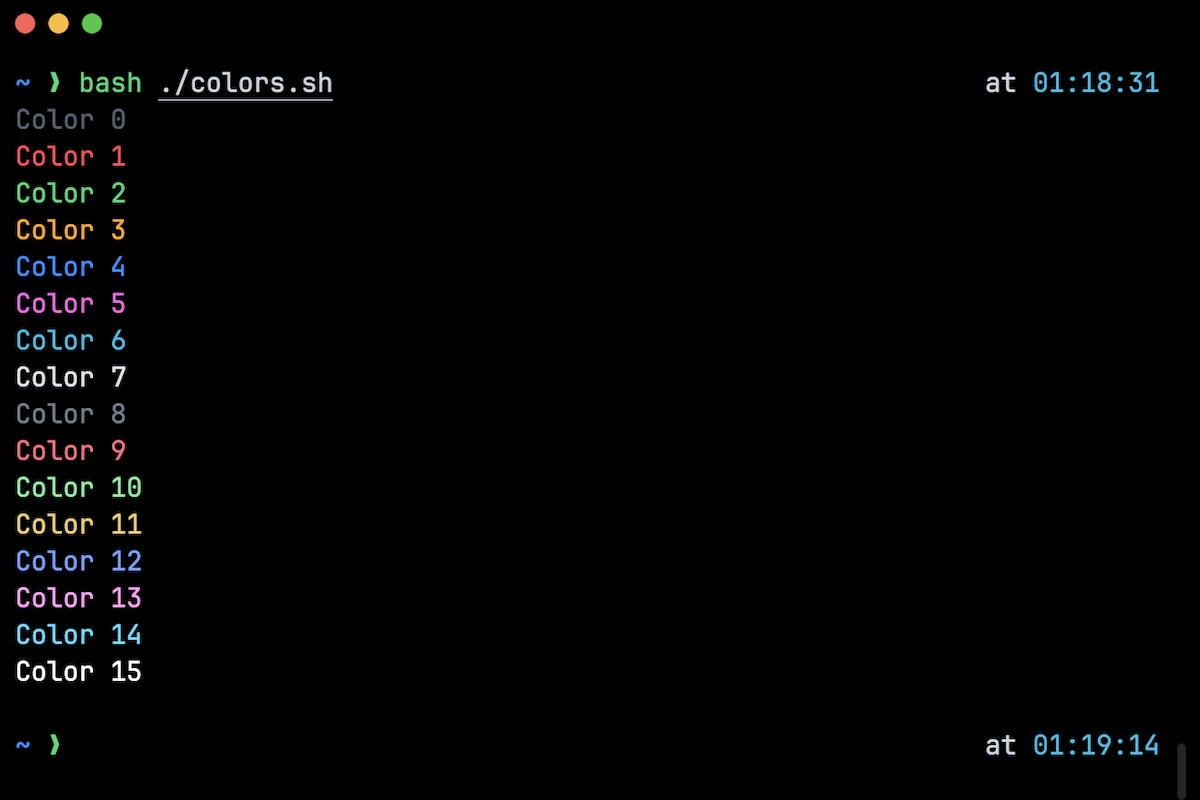 ~ ❱ bash ./colors.sh at 01:18:31
Color 0
Color 1
Color 2
Color 3
Color 4
Color 5
Color 6
Color 7
Color 8
Color 9
Color 10
Color 11
Color 12
Color 13
Color 14
Color 15
~ ❱ at 01:19:14